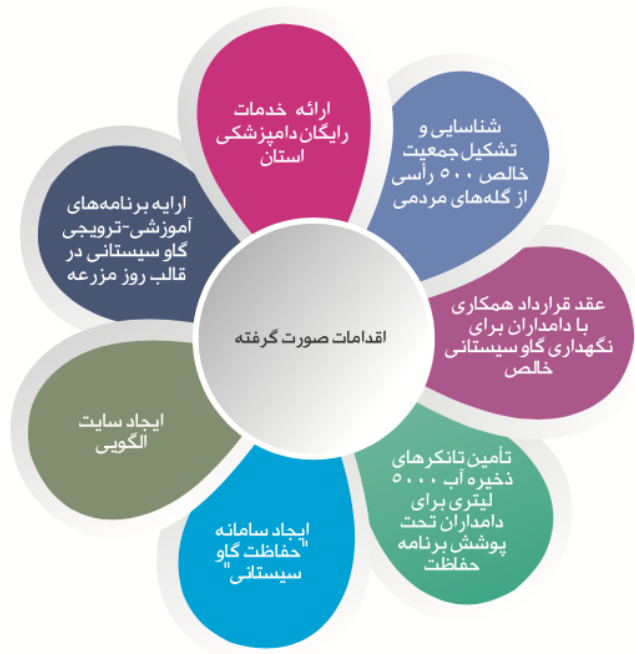 ارائه خدمات
رایگان دامپزشکی
استان
شناسایی و
تشکیل جمعیت
خالص ۵۰۰ رأسی
از گله‌های مردمی
عقد قرارداد همکاری
با دامداران برای
نگهداری گاو سیستانی
خالص
تأمین تانکرهای
ذخیره آب ۵۰۰۰
لیتری برای
دامداران تحت
پوشش برنامه
حفاظت
ایجاد سامانه
"حفاظت گاو
سیستانی"
ایجاد سایت
الگویی
ارایه برنامه‌های
آموزشی-ترویجی
گاو سیستانی در
قالب روز مزرعه
اقدامات صورت گرفته